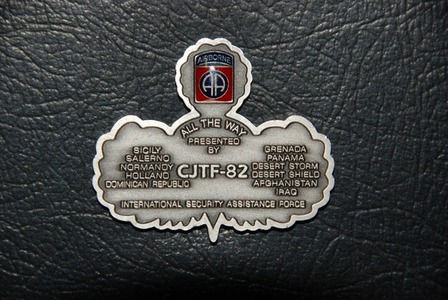 AIRBORNE
AA
ALL THE WAY
PRESENTED
BY
CJTF-82
SICILY
SALERNO
NORMANDY
HOLLAND
DOMINICAN REPUBLIC
GRENADA
PANAMA
DESERT STORM
DESERT SHIELD
AFGHANISTAN
IRAQ
INTERNATIONAL SECURITY ASSISTANCE FORCE